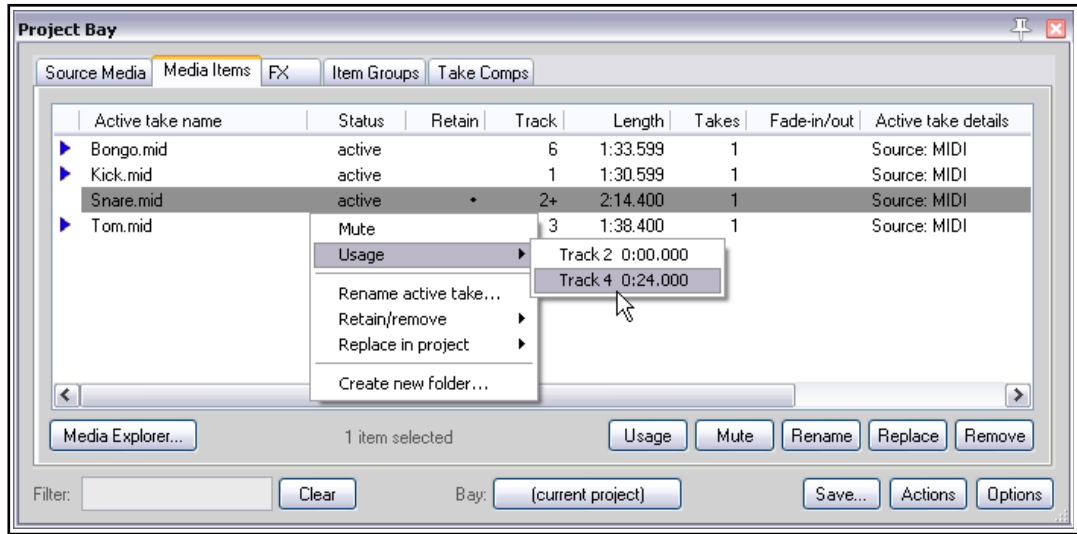 Project Bay
Source Media Media Items FX Item Groups Take Comps
Active take name Status Retain Track Length Takes Fade-in/out Active take details
Bongo.mid active 6 1:33.599 1 Source: MIDI
Kick.mid active 1 1:30.599 1 Source: MIDI
Snare.mid active • 2+ 2:14.400 1 Source: MIDI
Tom.mid 3 1:38.400 1 Source: MIDI
Mute
Usage
Track 2 0:00.000
Track 4 0:24.000
Rename active take...
Retain/remove
Replace in project
Create new folder...
Media Explorer... 1 item selected Usage Mute Rename Replace Remove
Filter: Clear Bay: (current project) Save... Actions Options